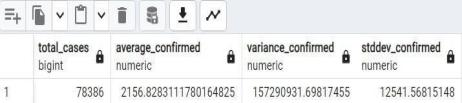 total_cases average_confirmed variance_confirmed stddev_confirmed
bigint numeric numeric numeric
1 78386 2156.8283111780164825 157290931.69817455 12541.56815148